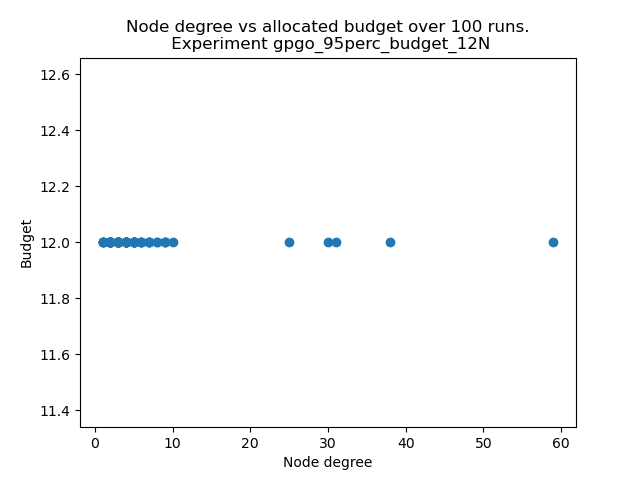 Node degree vs allocated budget over 100 runs.
Experiment gpgo_95perc_budget_12N
12.6
12.4
12.2
12.0
11.8
11.6
11.4
Budget
0 10 20 30 40 50 60
Node degree